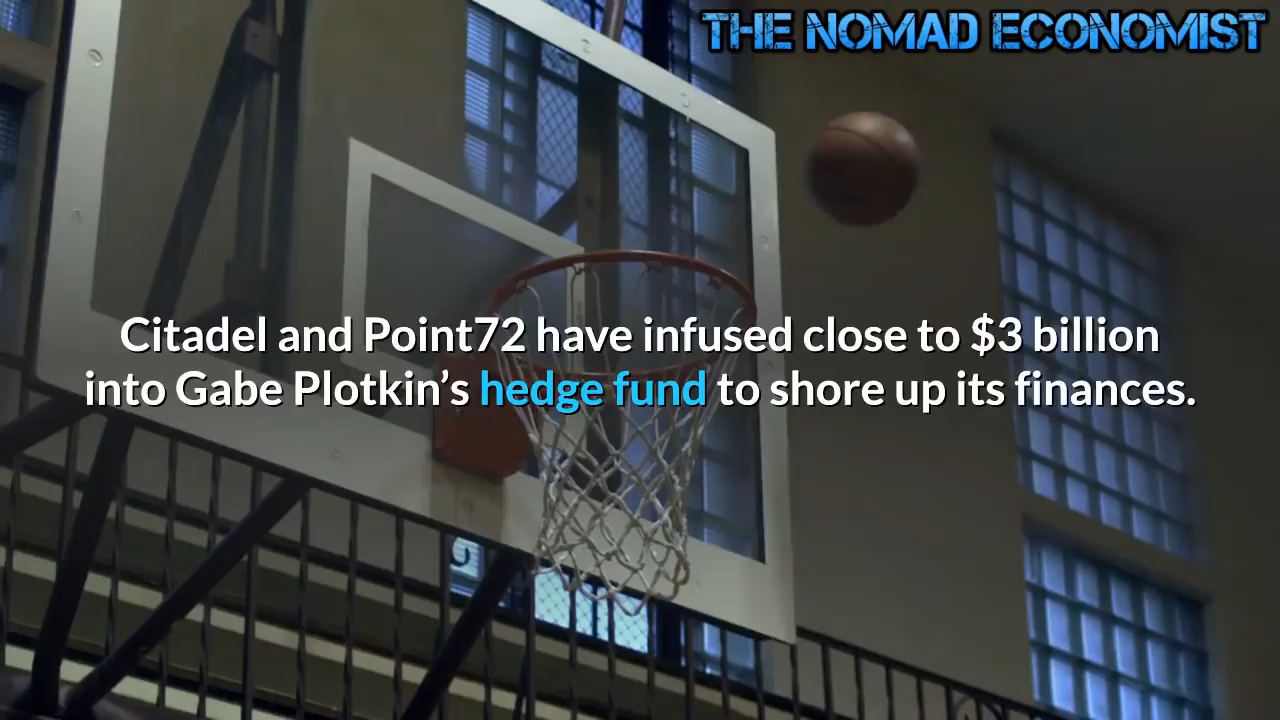 THE NOMAD ECONOMIST
Citadel and Point72 have infused close to $3 billion
into Gabe Plotkin’s hedge fund to shore up its finances.